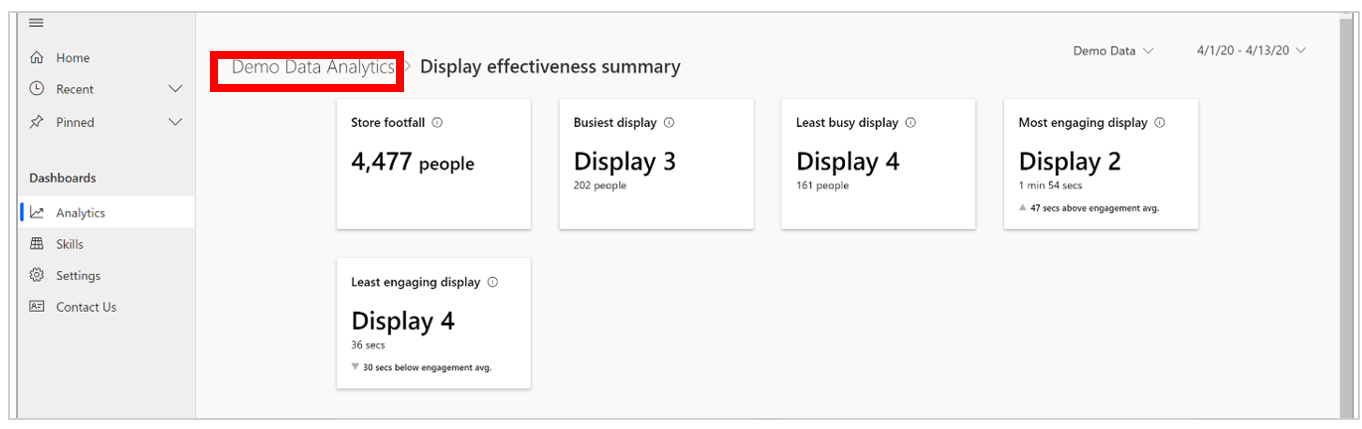 Home
Recent
Pinned
Dashboards
Analytics
Skills
Settings
Contact Us
Demo Data 4/1/20 - 4/13/20
Demo Data Analytics > Display effectiveness summary
Store footfall
4,477 people
Busiest display
Display 3
202 people
Least busy display
Display 4
161 people
Most engaging display
Display 2
1 min 54 secs
47 secs above engagement avg.
Least engaging display
Display 4
36 secs
30 secs below engagement avg.